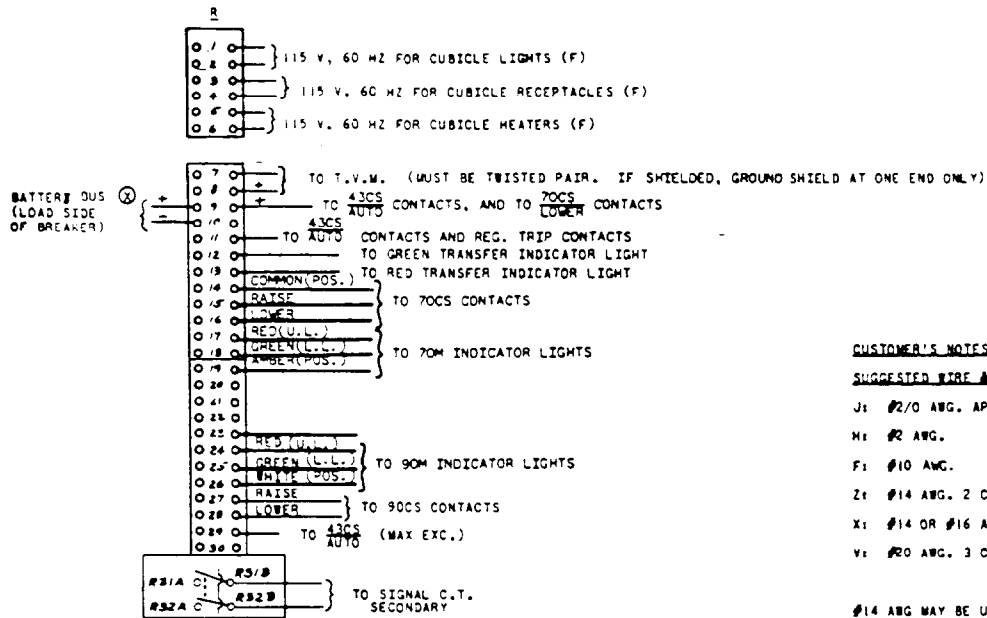 R
1
2
115 V, 60 HZ FOR CUBICLE LIGHTS (F)
3
4
115 V. 60 HZ FOR CUBICLE RECEPTACLES (F)
5
6
115 V. 60 HZ FOR CUBICLE HEATERS (F)
7 -
8 +
TO T.V.M. (MUST BE TWISTED PAIR. IF SHIELDED, GROUND SHIELD AT ONE END ONLY)
BATTERY BUS (X)
(LOAD SIDE
OF BREAKER)
+ 9 + TO 43CS/AUTO CONTACTS, AND TO 70CS/LOWER CONTACTS
- 10
11 TO 43CS/AUTO CONTACTS AND REG. TRIP CONTACTS
12 TO GREEN TRANSFER INDICATOR LIGHT
13 TO RED TRANSFER INDICATOR LIGHT
14 COMMON(POS.)
15 RAISE
16 LOWER
TO 70CS CONTACTS
17 RED(U.L.)
18 GREEN(L.L.)
19 AMBER(POS.)
TO 70M INDICATOR LIGHTS
20
21
22
23
24 RED (U.L.)
25 GREEN (L.L.)
26 WHITE (POS.)
TO 90M INDICATOR LIGHTS
27 RAISE
28 LOWER
TO 90CS CONTACTS
29 TO 43CS/AUTO (MAX EXC.)
30
R31A R31B
R32A R32B
TO SIGNAL C.T.
SECONDARY
CUSTOMER'S NOTES
SUGGESTED WIRE
J: #2/0 AWG. AP
H: #2 AWG.
F: #10 AWG.
Z: #14 AWG. 2 C
X: #14 OR #16 A
Y: #20 AWG. 3 C
#14 AWG MAY BE U